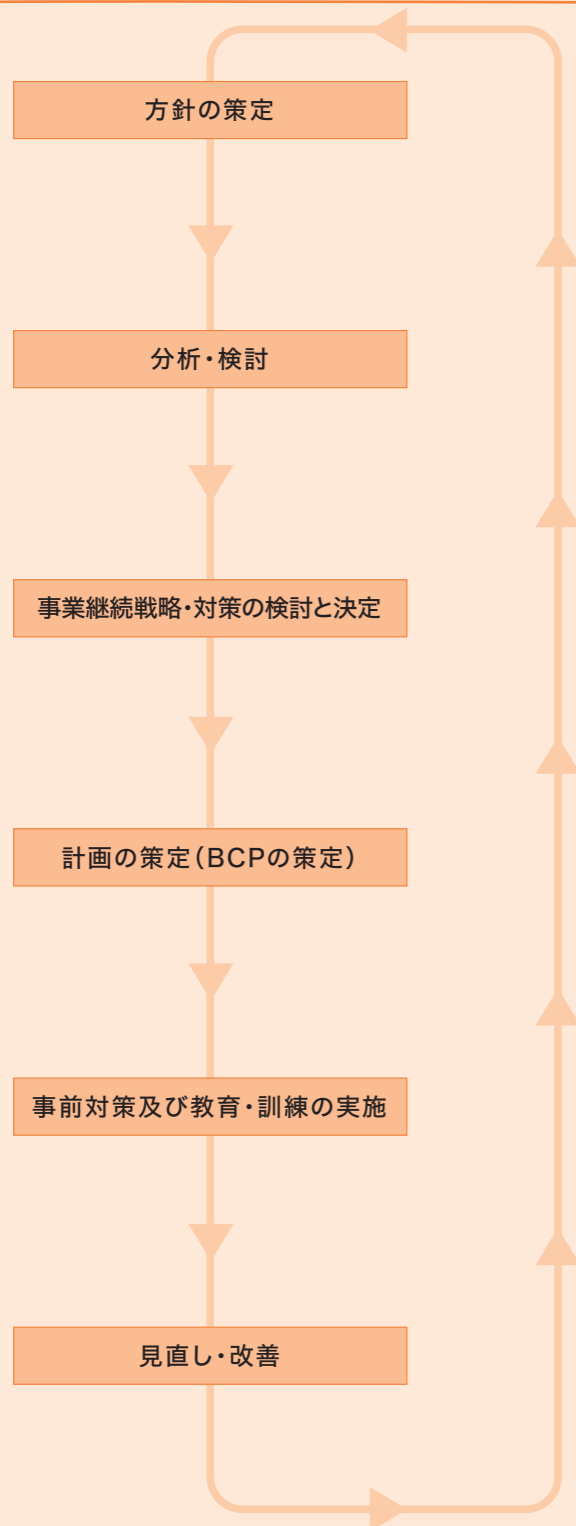 方針の策定
分析・検討
事業継続戦略・対策の検討と決定
計画の策定（BCPの策定）
事前対策及び教育・訓練の実施
見直し・改善